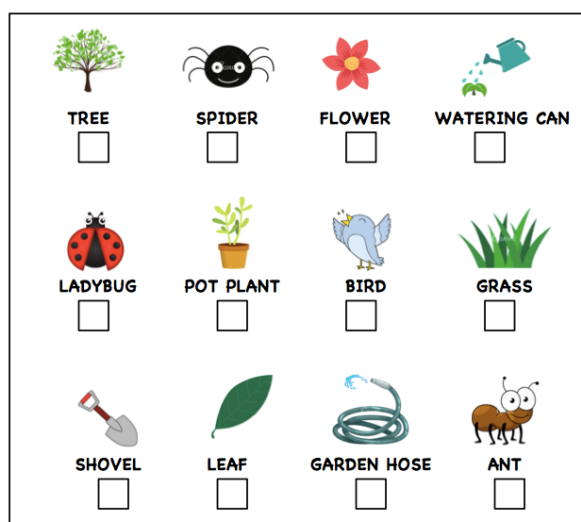 TREE SPIDER FLOWER WATERING CAN
LADYBUG POT PLANT BIRD GRASS
SHOVEL LEAF GARDEN HOSE ANT